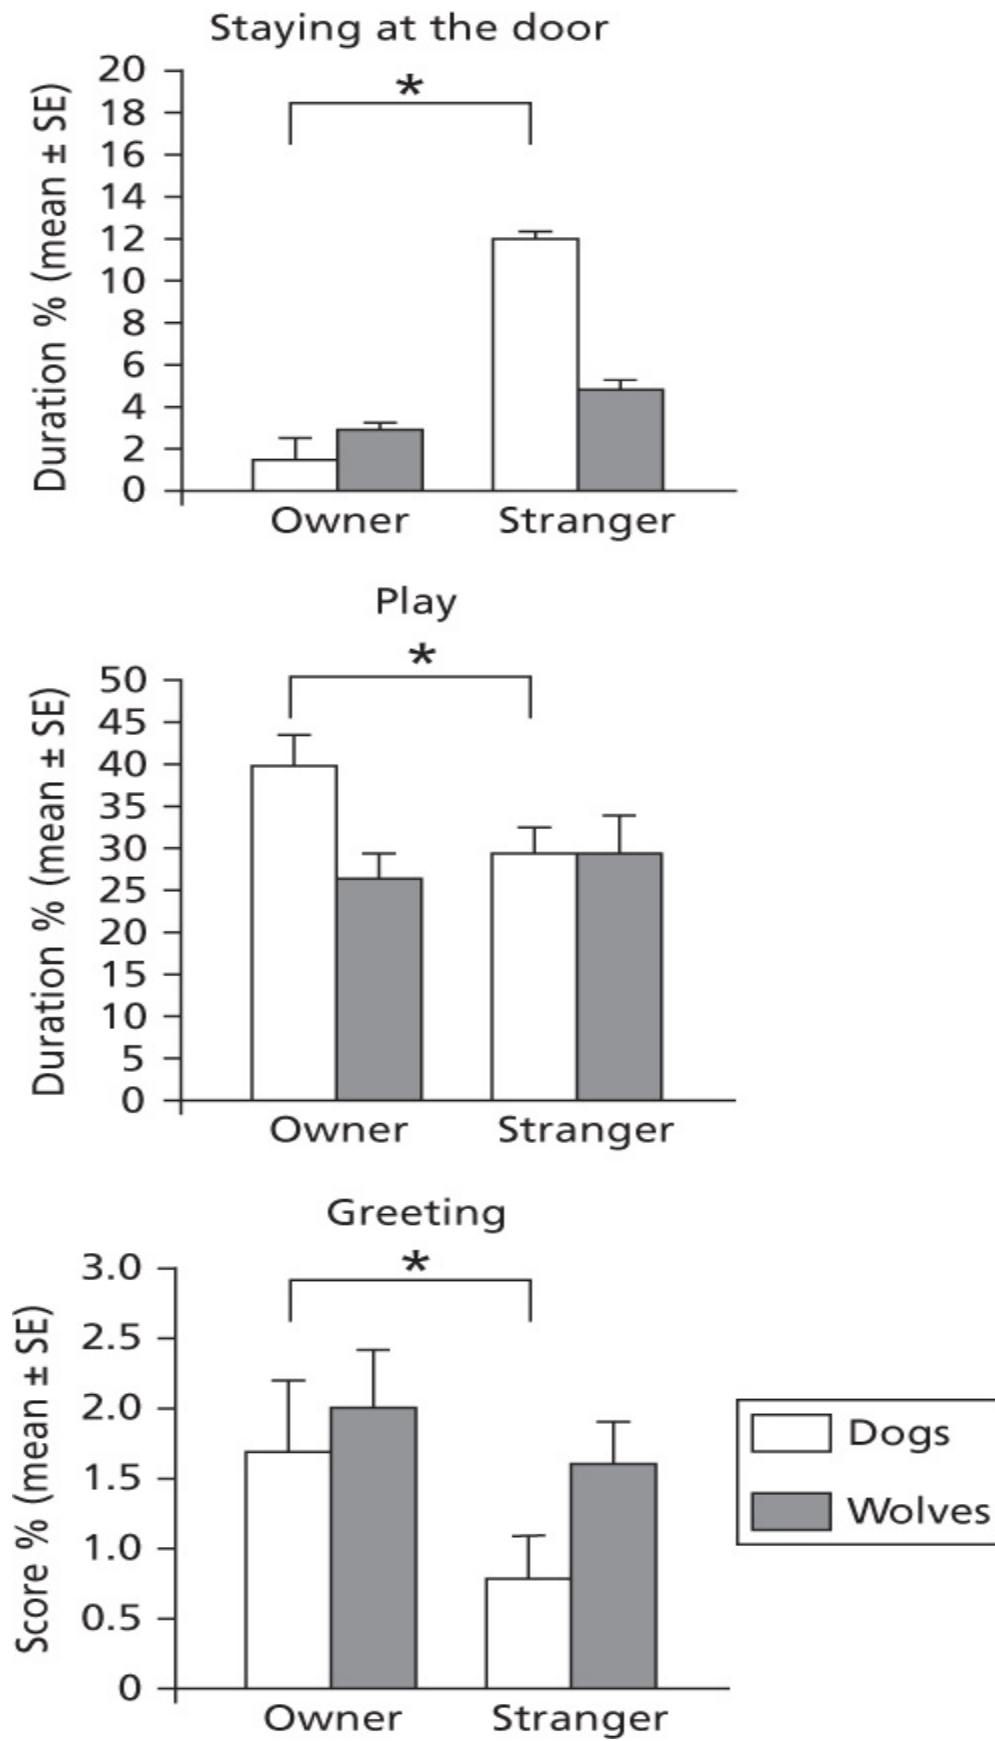 Staying at the door
*
Duration % (mean ± SE)
20
18
16
14
12
10
8
6
4
2
0
Owner Stranger
Play
*
Duration % (mean ± SE)
50
45
40
35
30
25
20
15
10
5
0
Owner Stranger
Greeting
*
Score % (mean ± SE)
3.0
2.5
2.0
1.5
1.0
0.5
0
Owner Stranger
Dogs
Wolves